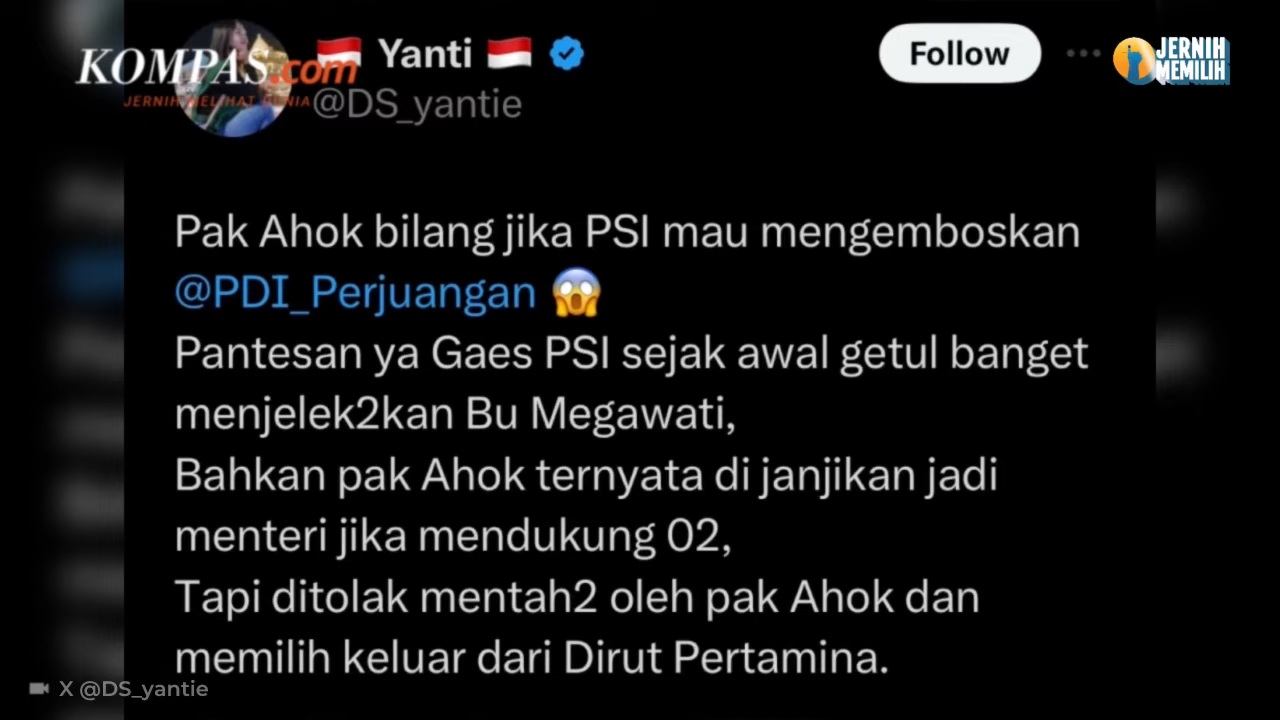 KOMPAS.com
JERNIH MELIHAT DUNIA
Yanti
@DS_yantie
Follow
JERNIH
MEMILIH
Pak Ahok bilang jika PSI mau mengemboskan
@PDI_Perjuangan 😱
Pantesan ya Gaes PSI sejak awal getul banget
menjelek2kan Bu Megawati,
Bahkan pak Ahok ternyata di janjikan jadi
menteri jika mendukung 02,
Tapi ditolak mentah2 oleh pak Ahok dan
memilih keluar dari Dirut Pertamina.
X @DS_yantie